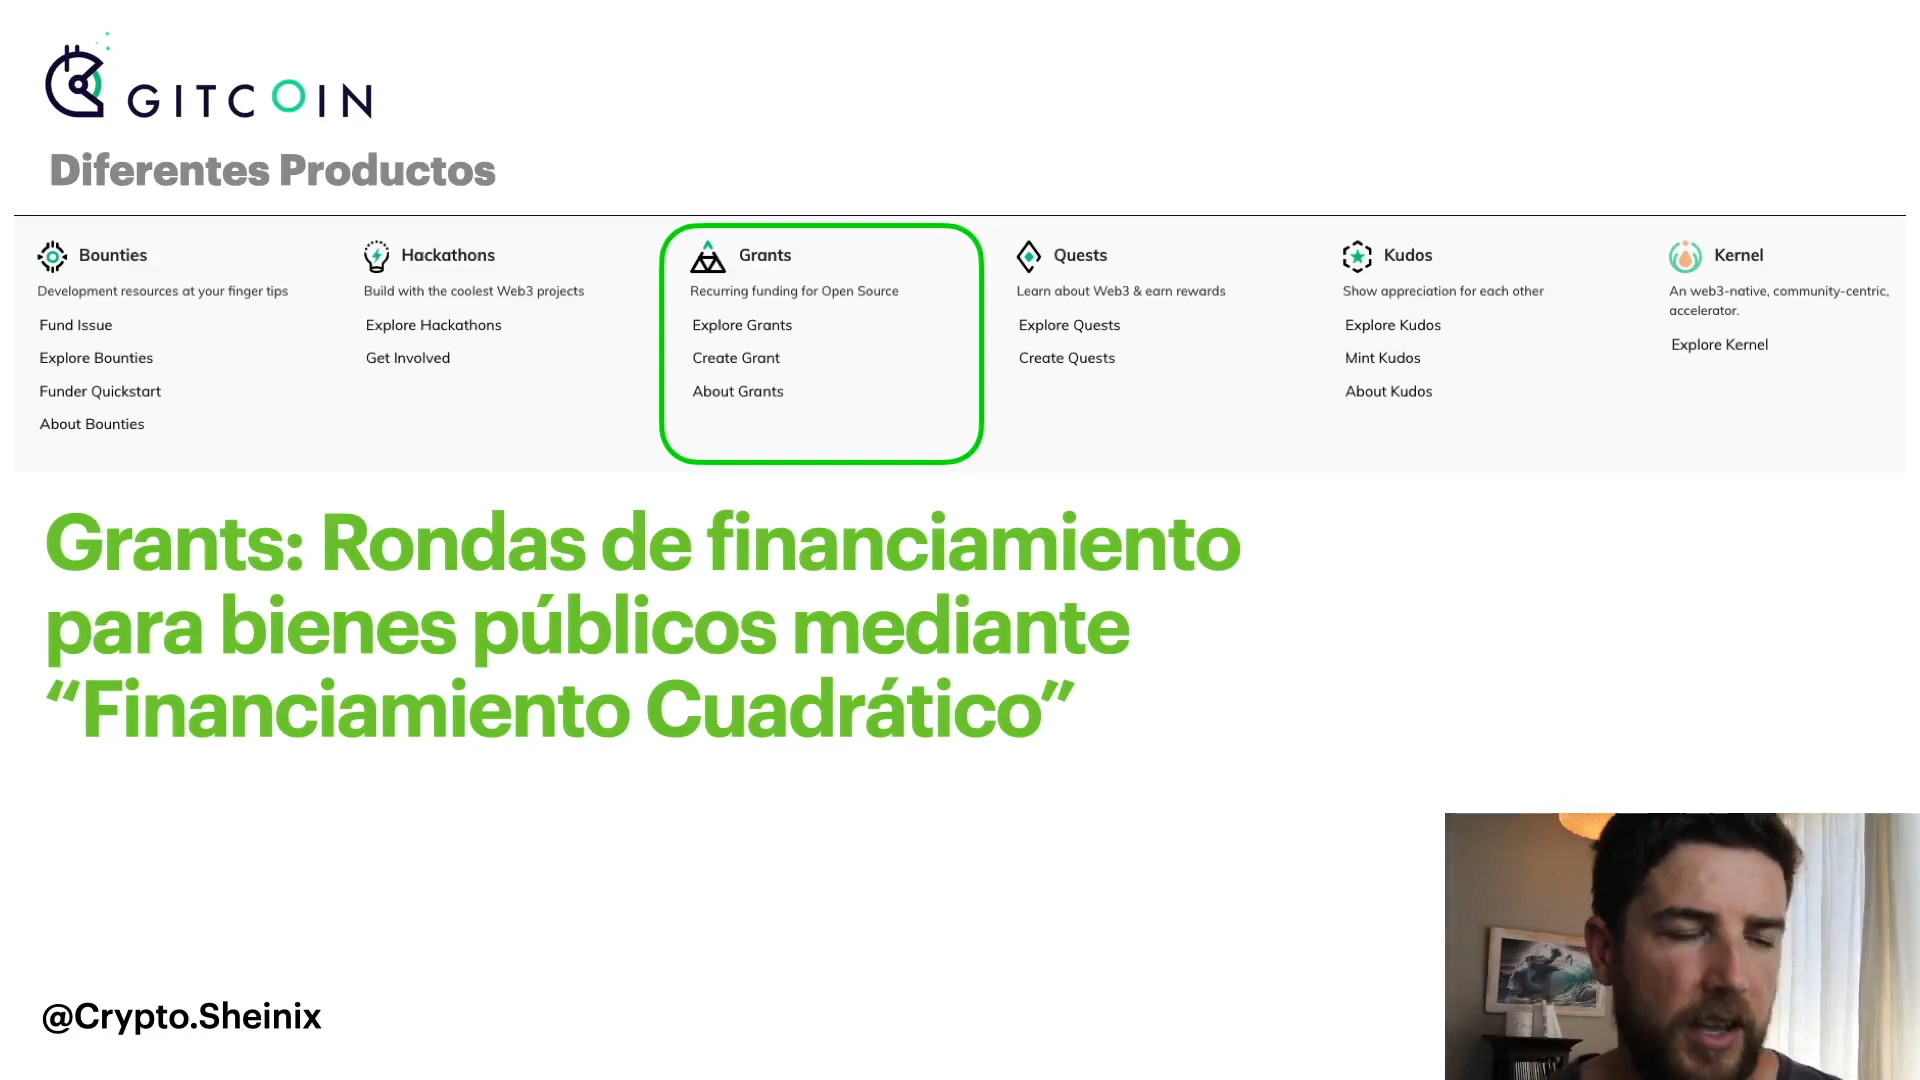 GITCOIN
Diferentes Productos
Bounties
Development resources at your finger tips
Fund Issue
Explore Bounties
Funder Quickstart
About Bounties
Hackathons
Build with the coolest Web3 projects
Explore Hackathons
Get Involved
Grants
Recurring funding for Open Source
Explore Grants
Create Grant
About Grants
Quests
Learn about Web3 & earn rewards
Explore Quests
Create Quests
Kudos
Show appreciation for each other
Explore Kudos
Mint Kudos
About Kudos
Kernel
An web3-native, community-centric,
accelerator.
Explore Kernel
Grants: Rondas de financiamiento
para bienes públicos mediante
“Financiamiento Cuadrático”
@Crypto.Sheinix